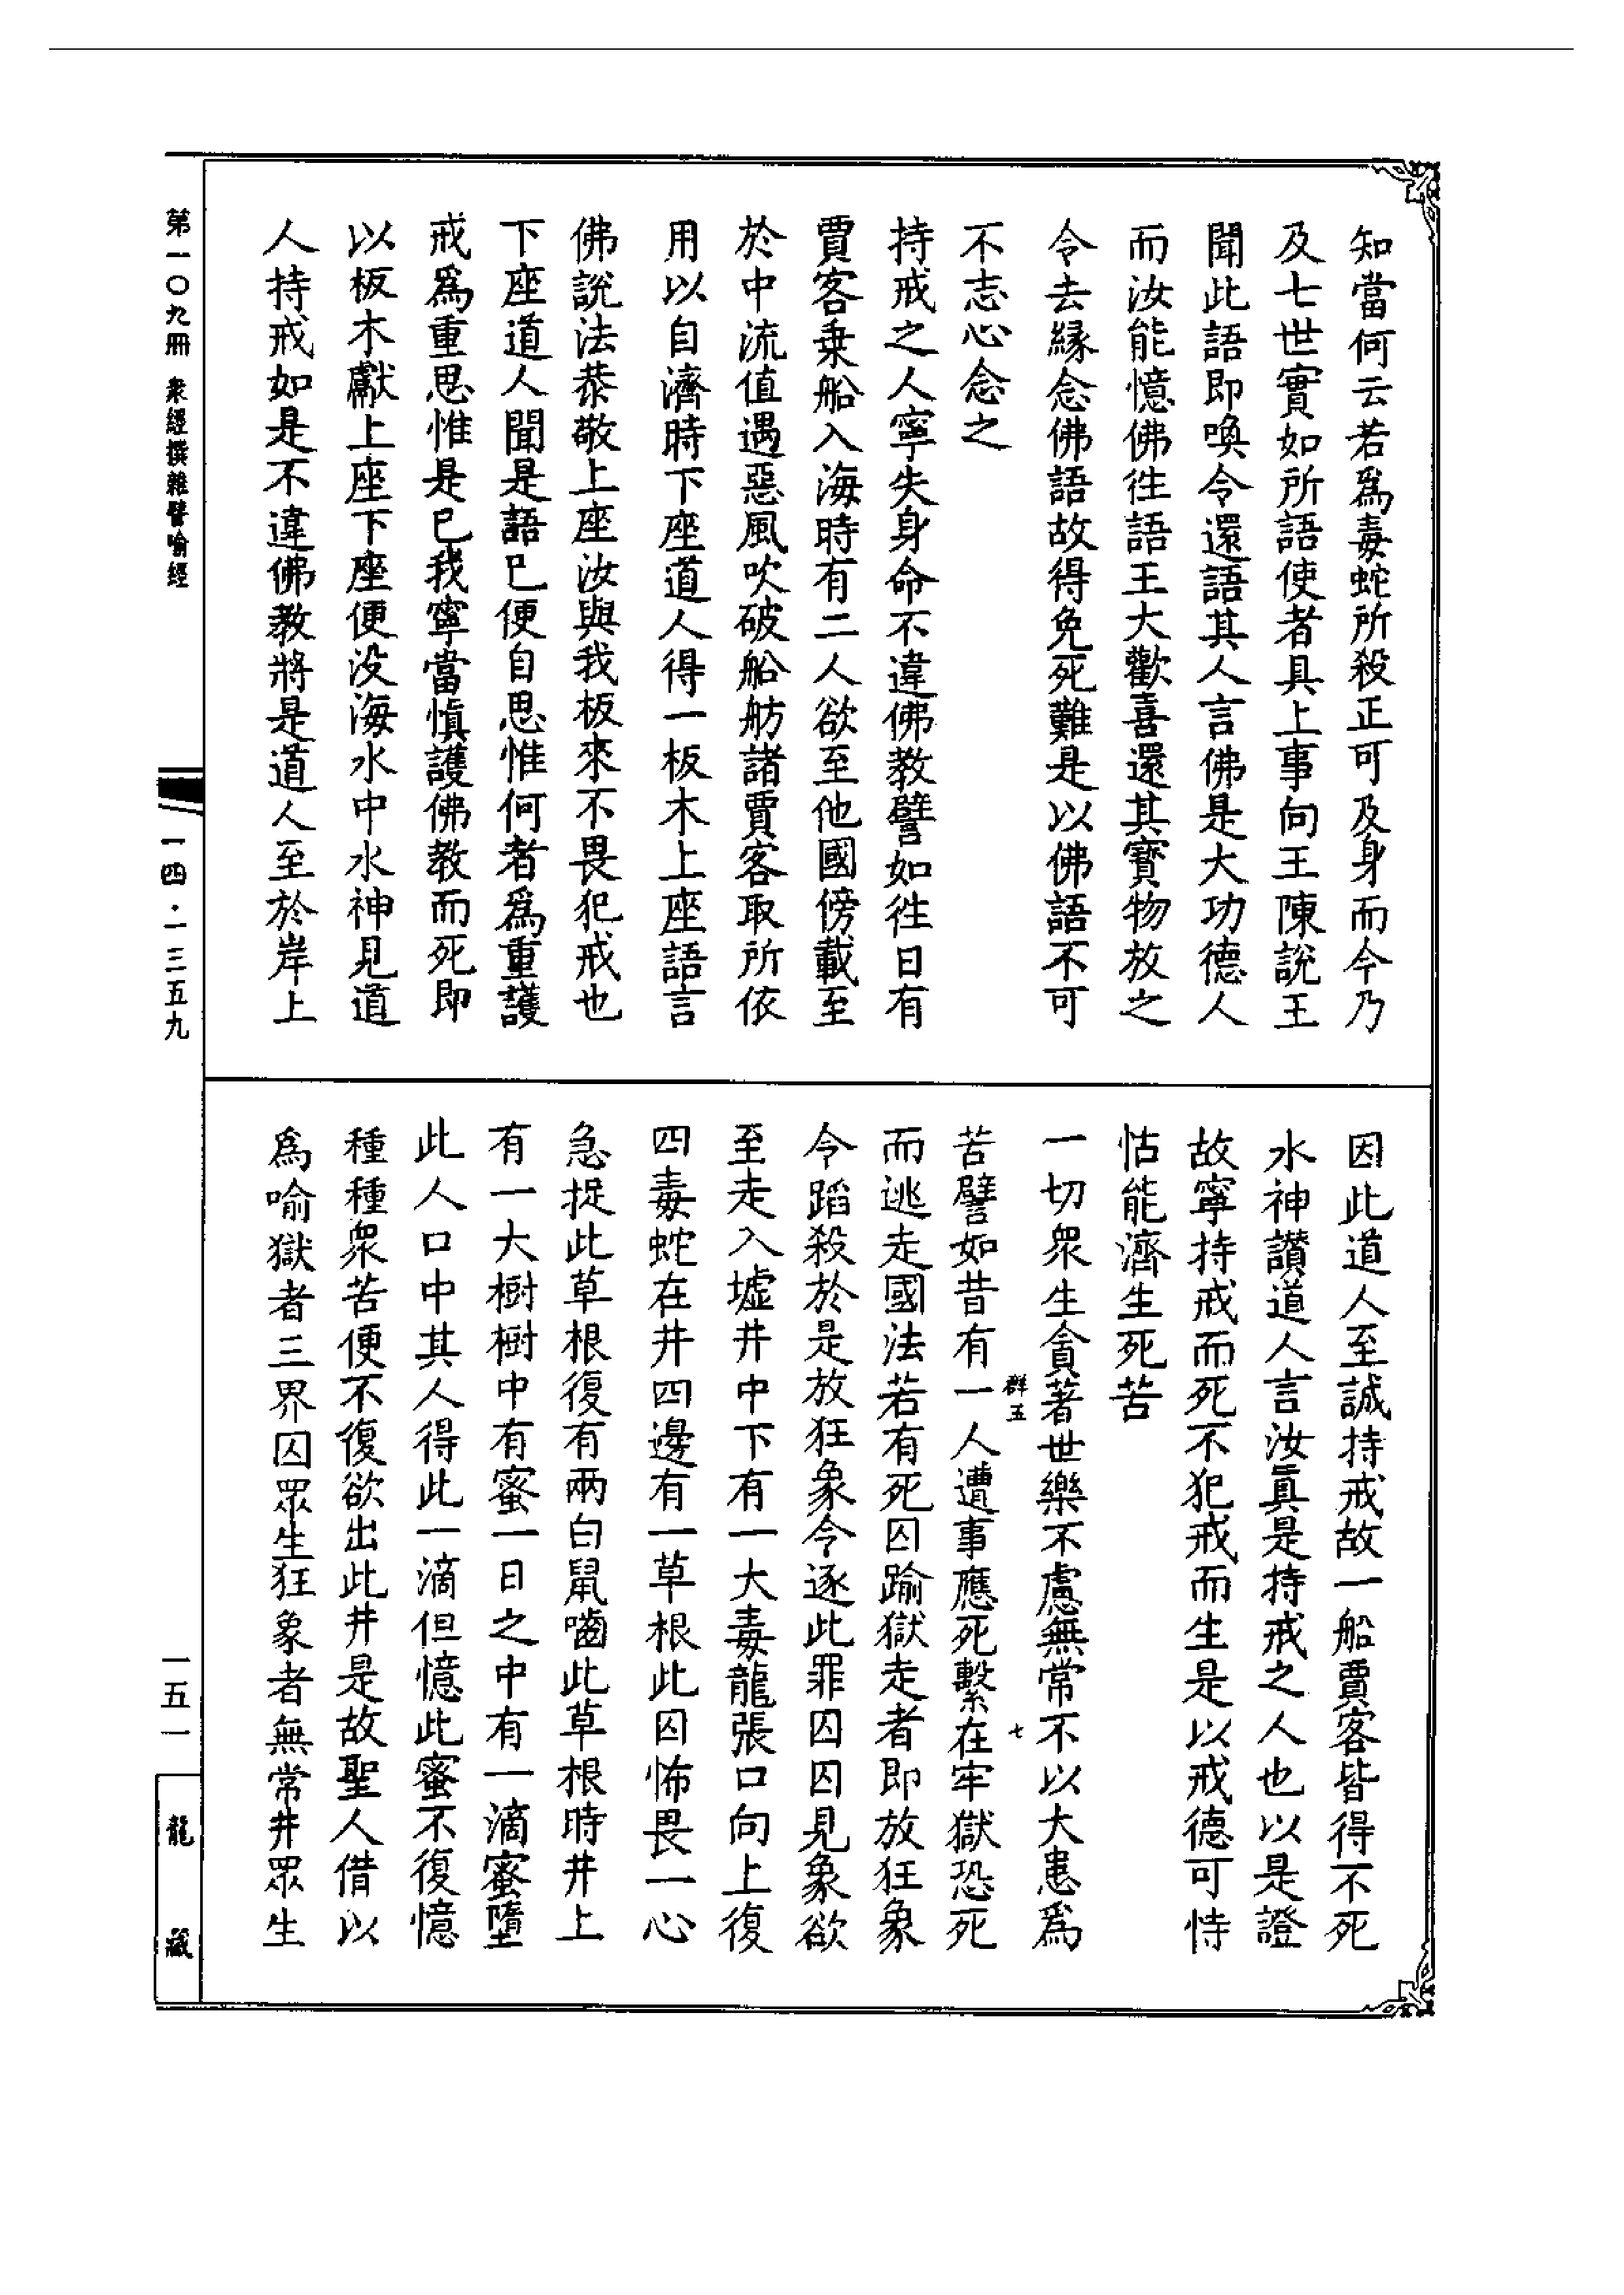 知當何云若爲毒蛇所殺正可及身而今乃
及七世實如所語使者具上事向王陳說王
聞此語即喚令還語其人言佛是大功德人
而汝能憶佛往語王大歡喜還其寳物放之
令去縁念佛語故得免死難是以佛語不可
不志心念之
持戒之人寧失身命不違佛教譬如往日有
賈客乗船入海時有二人欲至他國傍載至
於中流值遇惡風吹破船舫諸賈客取所依
用以自濟時下座道人得一板木上座語言
佛說法恭敬上座汝與我板來不畏犯戒也
下座道人聞是語巳便自思惟何者爲重護
戒爲重思惟是巳我寧當慎護佛教而死即
以板木獻上座下座便没海水中水神見道
人持戒如是不違佛教將是道人至於岸上
因此道人至誠持戒故一船賈客皆得不死
水神讃道人言汝眞是持戒之人也以是證
故寧持戒而死不犯戒而生是以戒德可恃
怙能濟生死苦
一切衆生貪著世樂不慮無常不以大患爲
苦譬如昔有一人遭事應死繫在牢獄恐死
而逃走國法若有死囚踰獄走者即放狂象
令蹈殺於是放狂象令逐此罪囚囚見象欲
至走入墟井中下有一大毒龍張口向上復
四毒蛇在井四邊有一草根此囚怖畏一心
急捉此草根復有兩白鼠嚙此草根時井上
有一大樹樹中有蜜一日之中有一滴蜜墮
此人口中其人得此一滴但憶此蜜不復憶
種種衆苦便不復欲出此井是故聖人借以
爲喻獄者三界囚眾生狂象者無常井眾生
群五
七
第一〇九冊 衆經撰雜譬喻經
一四·一三五九
一五一
龍藏